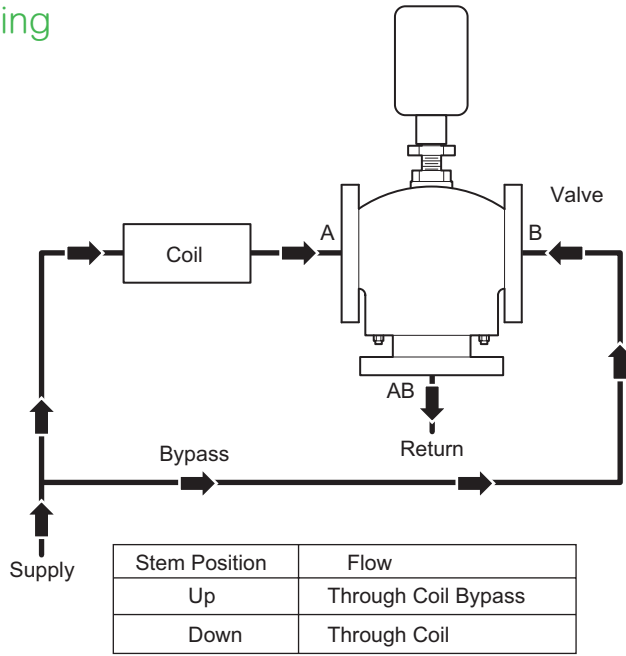 ing
Valve
A
B
Coil
AB
Return
Bypass
Supply
Stem Position Flow
Up Through Coil Bypass
Down Through Coil